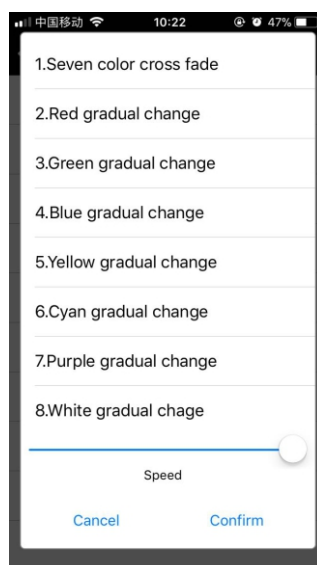 中国移动 10:22 47%
1.Seven color cross fade
2.Red gradual change
3.Green gradual change
4.Blue gradual change
5.Yellow gradual change
6.Cyan gradual change
7.Purple gradual change
8.White gradual chage
Speed
Cancel Confirm